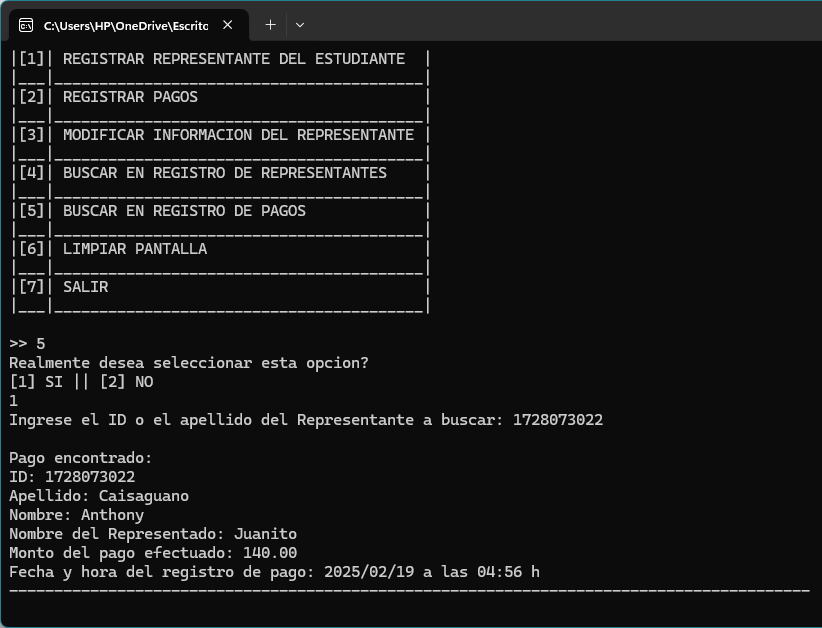 C:\Users\HP\OneDrive\Escrito
|[1]| REGISTRAR REPRESENTANTE DEL ESTUDIANTE  |
|___|_________________________________________|
|[2]| REGISTRAR PAGOS                         |
|___|_________________________________________|
|[3]| MODIFICAR INFORMACION DEL REPRESENTANTE |
|___|_________________________________________|
|[4]| BUSCAR EN REGISTRO DE REPRESENTANTES    |
|___|_________________________________________|
|[5]| BUSCAR EN REGISTRO DE PAGOS             |
|___|_________________________________________|
|[6]| LIMPIAR PANTALLA                        |
|___|_________________________________________|
|[7]| SALIR                                   |
|___|_________________________________________|
>> 5
Realmente desea seleccionar esta opcion?
[1] SI || [2] NO
1
Ingrese el ID o el apellido del Representante a buscar: 1728073022
Pago encontrado:
ID: 1728073022
Apellido: Caisaguano
Nombre: Anthony
Nombre del Representado: Juanito
Monto del pago efectuado: 140.00
Fecha y hora del registro de pago: 2025/02/19 a las 04:56 h
-----------------------------------------------------------------------------------------